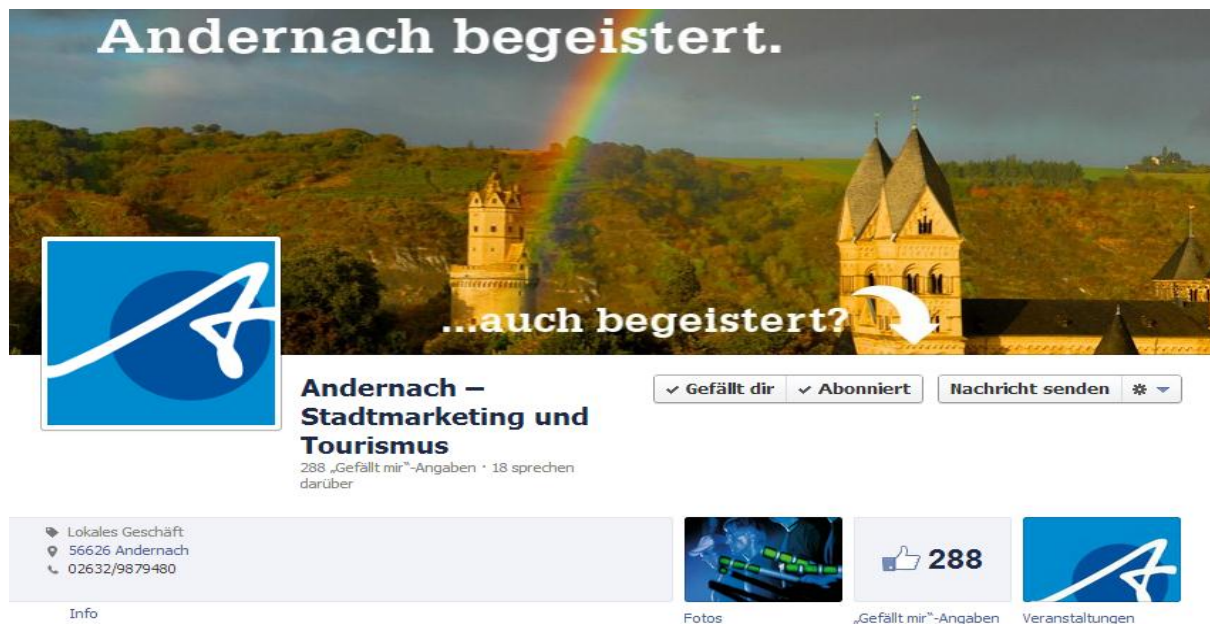 Andernach begeistert.
...auch begeistert?
Andernach –
Stadtmarketing und
Tourismus
288 „Gefällt mir“-Angaben · 18 sprechen
darüber
✓ Gefällt dir ✓ Abonniert Nachricht senden
Lokales Geschäft
56626 Andernach
02632/9879480
Info
288
Fotos
„Gefällt mir“-Angaben
Veranstaltungen